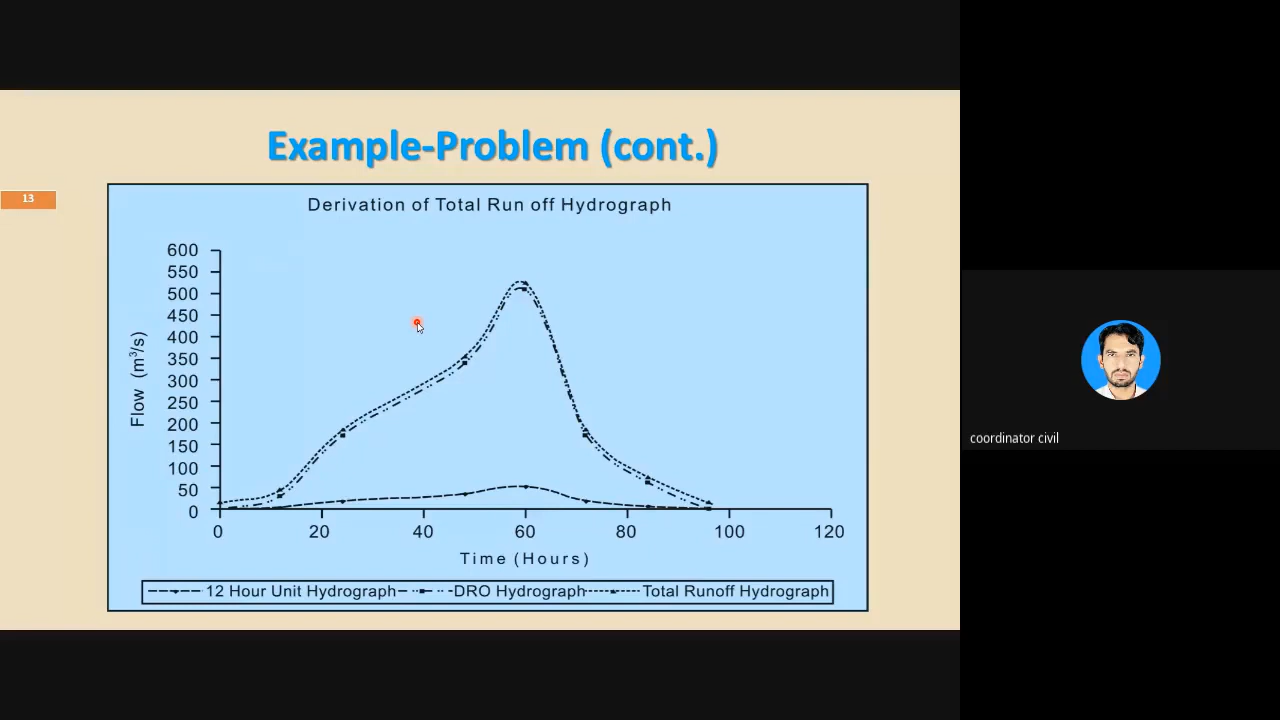 Example-Problem (cont.)
13
Derivation of Total Run off Hydrograph
600
550
500
450
400
350
300
250
200
150
100
50
0
Flow (m³/s)
0 20 40 60 80 100 120
Time (Hours)
12 Hour Unit Hydrograph DRO Hydrograph Total Runoff Hydrograph
coordinator civil